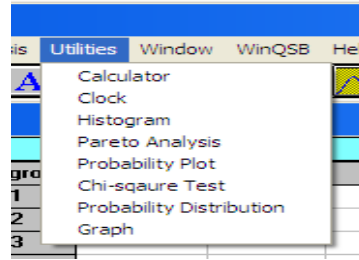 sis Utilities Window WinQSB Hel
A
Calculator
Clock
Histogram
Pareto Analysis
Probability Plot
Chi-sqaure Test
Probability Distribution
Graph
gro
1
2
3